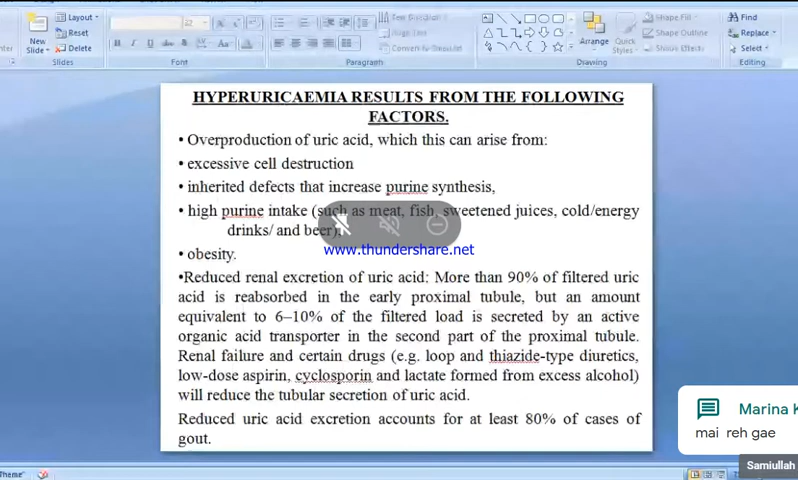 Layout
Reset
New
Slide
Delete
Slides
Font
Text Direction
Align Text
Convert to SmartArt
Paragraph
Arrange
Quick
Styles
Shape Fill
Shape Outline
Shape Effects
Drawing
Find
Replace
Select
Editing
HYPERURICAEMIA RESULTS FROM THE FOLLOWING
FACTORS.
• Overproduction of uric acid, which this can arise from:
• excessive cell destruction
• inherited defects that increase purine synthesis,
• high purine intake (such as meat, fish, sweetened juices, cold/energy
drinks/ and beer),
www.thundershare.net
• obesity.
•Reduced renal excretion of uric acid: More than 90% of filtered uric
acid is reabsorbed in the early proximal tubule, but an amount
equivalent to 6–10% of the filtered load is secreted by an active
organic acid transporter in the second part of the proximal tubule.
Renal failure and certain drugs (e.g. loop and thiazide-type diuretics,
low-dose aspirin, cyclosporin and lactate formed from excess alcohol)
will reduce the tubular secretion of uric acid.
Reduced uric acid excretion accounts for at least 80% of cases of
gout.
Marina K
mai reh gae
Samiullah
Theme"